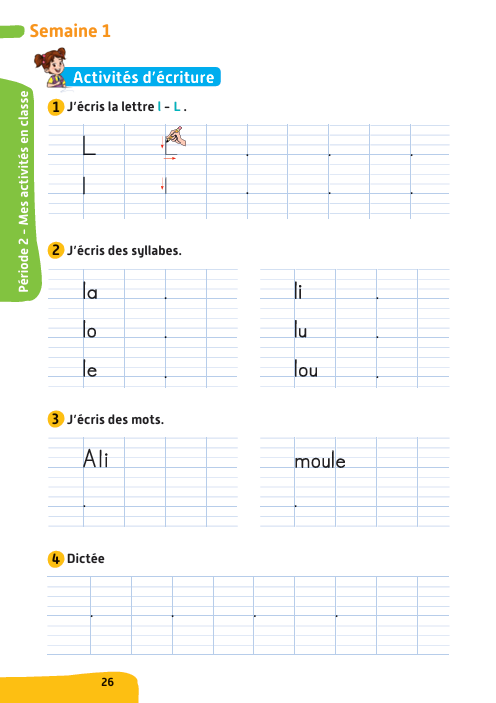 Semaine 1
Activités d'écriture
Période 2 - Mes activités en classe
1 J'écris la lettre l - L .
L L
l l
2 J'écris des syllabes.
la li
lo lu
le lou
3 J'écris des mots.
Ali moule
4 Dictée
26